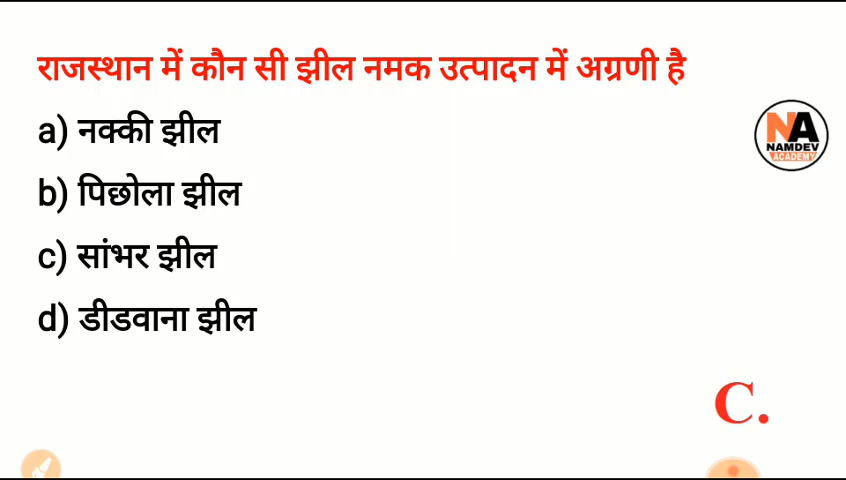 राजस्थान में कौन सी झील नमक उत्पादन में अग्रणी है
a) नक्की झील
NA
NAMDEV
ACADEMY
b) पिछोला झील
c) सांभर झील
d) डीडवाना झील
C.